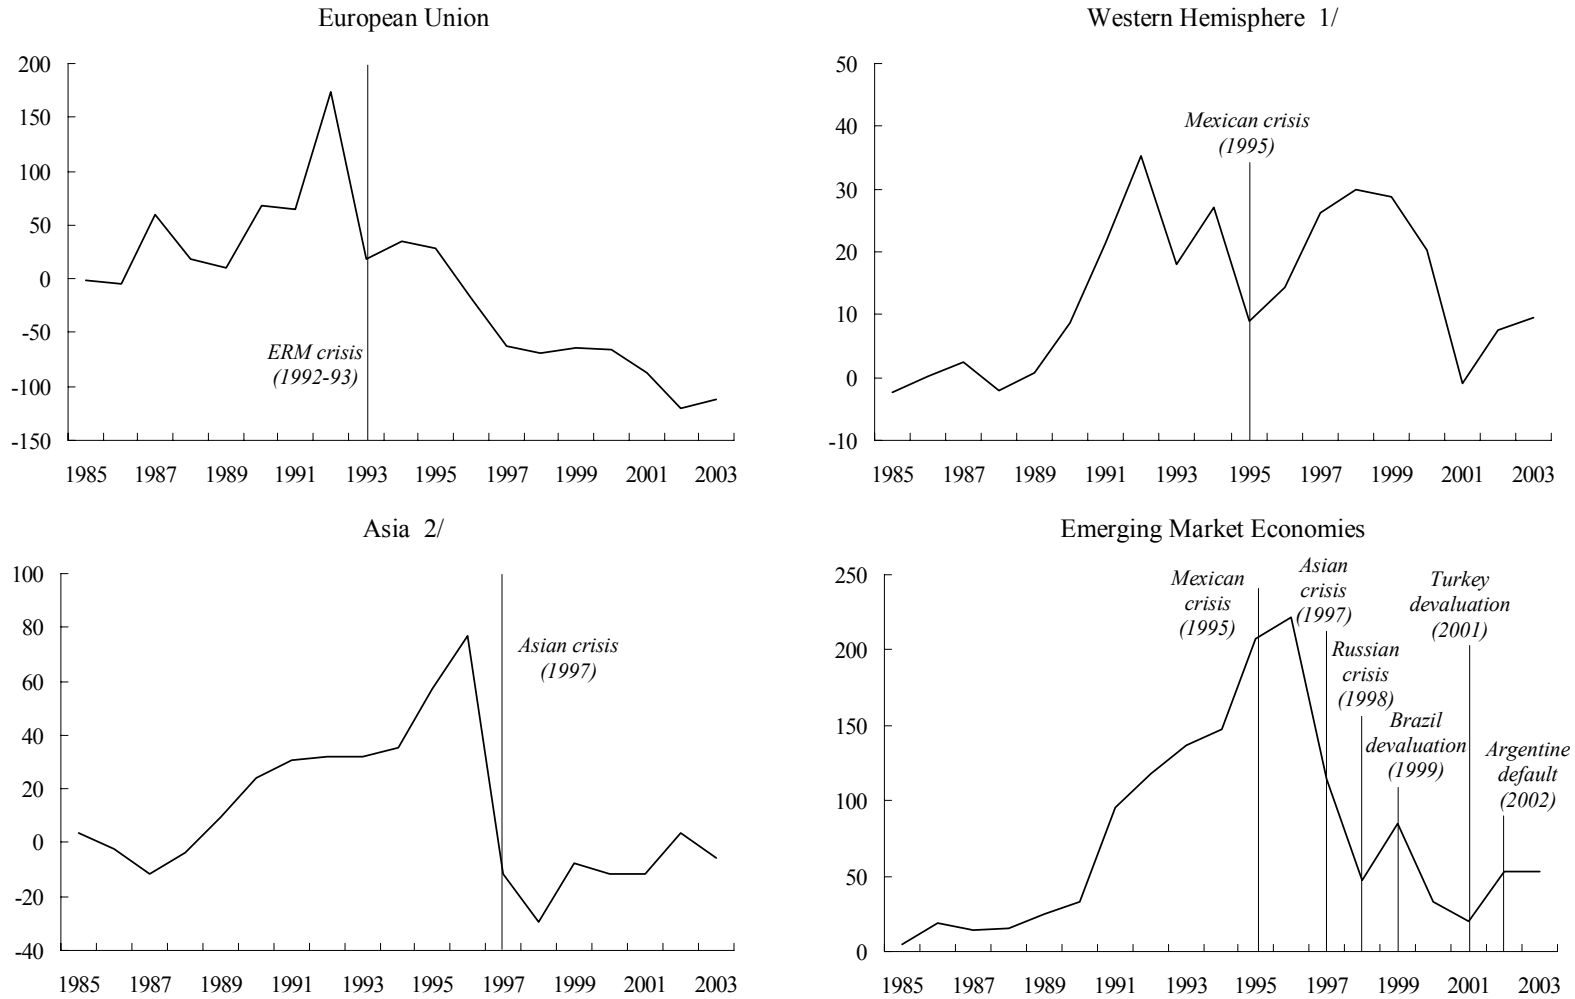 European Union
200
150
100
50
0
-50
-100
-150
ERM crisis
(1992-93)
1985 1987 1989 1991 1993 1995 1997 1999 2001 2003
Western Hemisphere 1/
50
40
30
20
10
0
-10
Mexican crisis
(1995)
1985 1987 1989 1991 1993 1995 1997 1999 2001 2003
Asia 2/
100
80
60
40
20
0
-20
-40
Asian crisis
(1997)
1985 1987 1989 1991 1993 1995 1997 1999 2001 2003
Emerging Market Economies
250
200
150
100
50
0
Mexican
crisis
(1995)
Asian
crisis
(1997)
Russian
crisis
(1998)
Brazil
devaluation
(1999)
Turkey
devaluation
(2001)
Argentine
default
(2002)
1985 1987 1989 1991 1993 1995 1997 1999 2001 2003